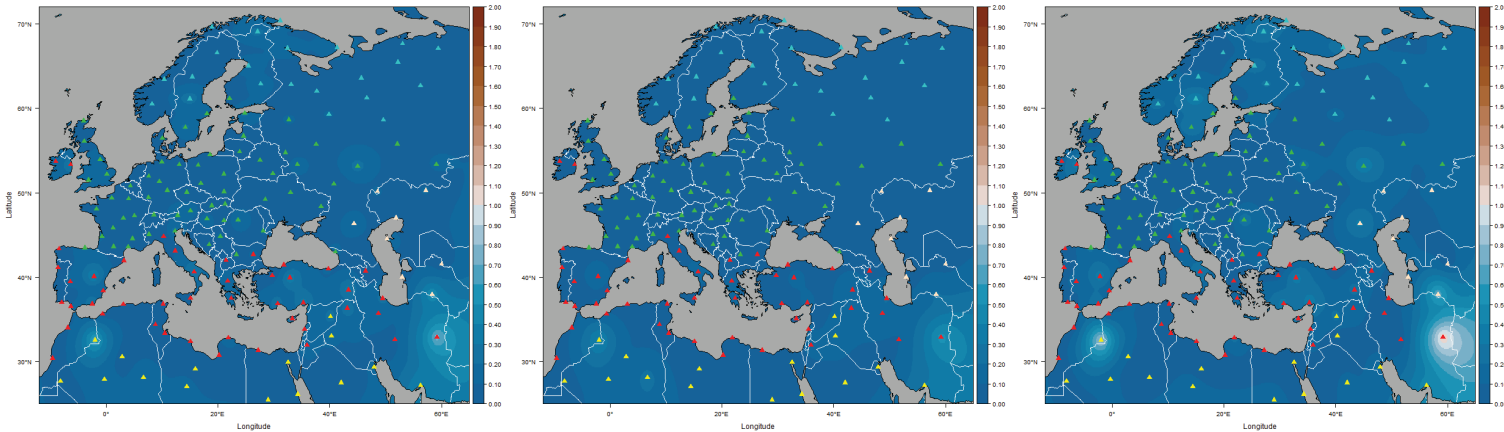 70°N
60°N
50°N
40°N
30°N
Latitude
0°
20°E
40°E
60°E
Longitude
2.00
1.90
1.80
1.70
1.60
1.50
1.40
1.30
1.20
1.10
1.00
0.90
0.80
0.70
0.60
0.50
0.40
0.30
0.20
0.10
0.00
70°N
60°N
50°N
40°N
30°N
Latitude
0°
20°E
40°E
60°E
Longitude
2.00
1.90
1.80
1.70
1.60
1.50
1.40
1.30
1.20
1.10
1.00
0.90
0.80
0.70
0.60
0.50
0.40
0.30
0.20
0.10
0.00
70°N
60°N
50°N
40°N
30°N
Latitude
0°
20°E
40°E
60°E
Longitude
2.0
1.9
1.8
1.7
1.6
1.5
1.4
1.3
1.2
1.1
1.0
0.9
0.8
0.7
0.6
0.5
0.4
0.3
0.2
0.1
0.0